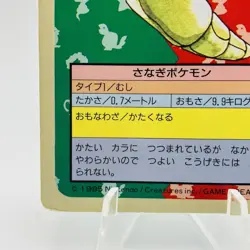 さなぎポケモン
タイプ/むし
たかさ/0.7メートル おもさ/9.9キログ
おもなわざ/かたくなる
かたい カラに つつまれているが なか
やわらかいので つよい こうげきには
られない。
© 1995 Nintendo/Creatures inc./GAME FREA